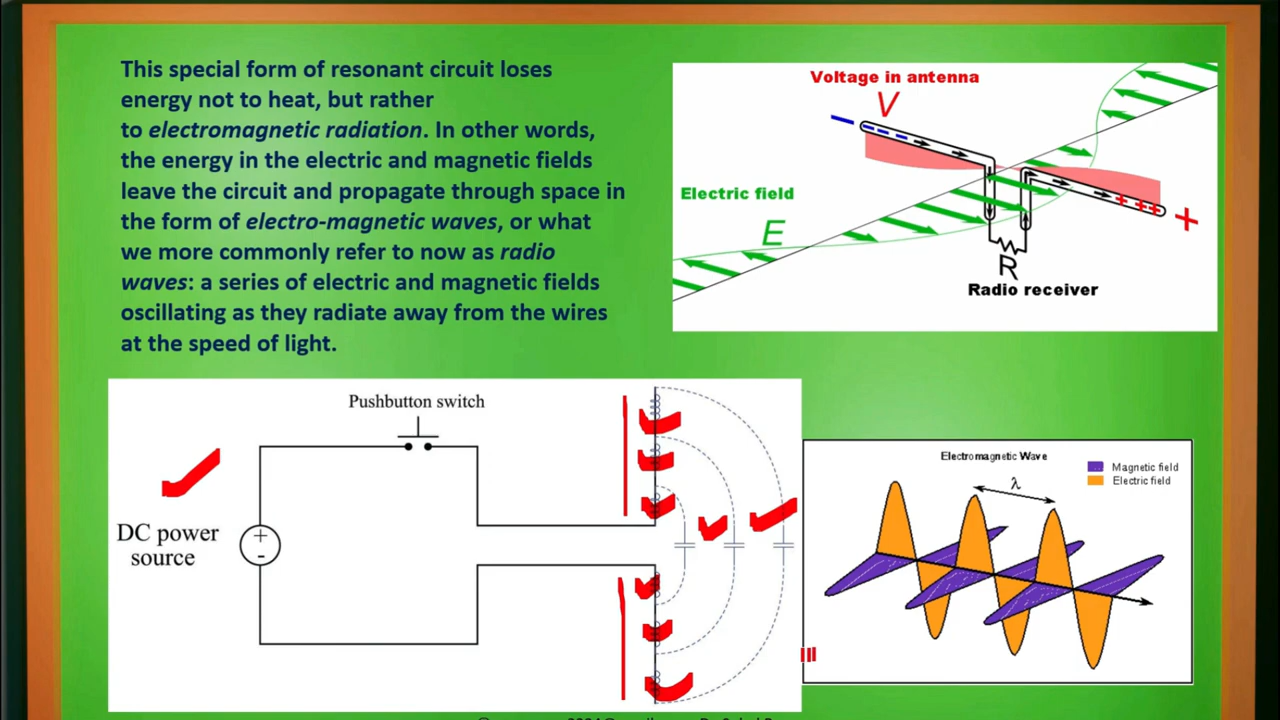 This special form of resonant circuit loses
energy not to heat, but rather
to electromagnetic radiation. In other words,
the energy in the electric and magnetic fields
leave the circuit and propagate through space in
the form of electro-magnetic waves, or what
we more commonly refer to now as radio
waves: a series of electric and magnetic fields
oscillating as they radiate away from the wires
at the speed of light.
Voltage in antenna
V
Electric field
E
R
Radio receiver
+
Pushbutton switch
DC power
source
+
-
Electromagnetic Wave
λ
Magnetic field
Electric field